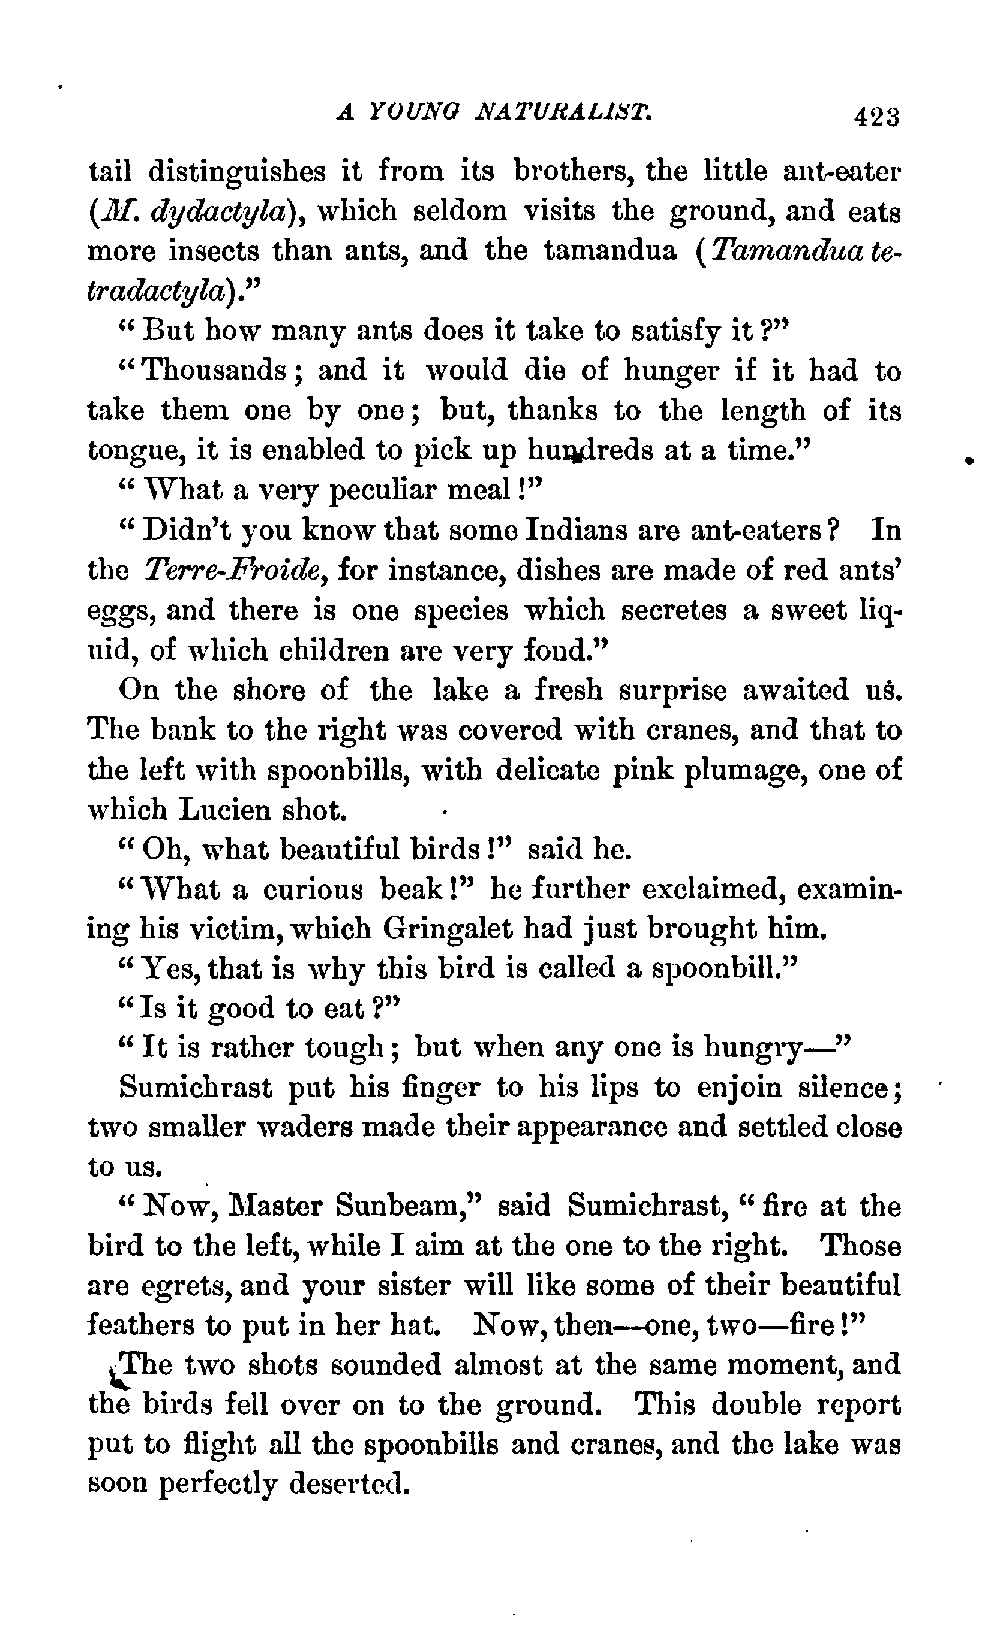 A YOUNG NATURALIST. 423
tail distinguishes it from its brothers, the little ant-eater
(M. dydactyla), which seldom visits the ground, and eats
more insects than ants, and the tamandua (Tamandua te-
tradactyla)."
"But how many ants does it take to satisfy it?"
"Thousands; and it would die of hunger if it had to
take them one by one; but, thanks to the length of its
tongue, it is enabled to pick up hundreds at a time."
"What a very peculiar meal!"
"Didn't you know that some Indians are ant-eaters? In
the Terre-Froide, for instance, dishes are made of red ants'
eggs, and there is one species which secretes a sweet liq-
uid, of which children are very fond."
On the shore of the lake a fresh surprise awaited us.
The bank to the right was covered with cranes, and that to
the left with spoonbills, with delicate pink plumage, one of
which Lucien shot.
"Oh, what beautiful birds!" said he.
"What a curious beak!" he further exclaimed, examin-
ing his victim, which Gringalet had just brought him.
"Yes, that is why this bird is called a spoonbill."
"Is it good to eat?"
"It is rather tough; but when any one is hungry—"
Sumichrast put his finger to his lips to enjoin silence;
two smaller waders made their appearance and settled close
to us.
"Now, Master Sunbeam," said Sumichrast, "fire at the
bird to the left, while I aim at the one to the right. Those
are egrets, and your sister will like some of their beautiful
feathers to put in her hat. Now, then—one, two—fire!"
The two shots sounded almost at the same moment, and
the birds fell over on to the ground. This double report
put to flight all the spoonbills and cranes, and the lake was
soon perfectly deserted.